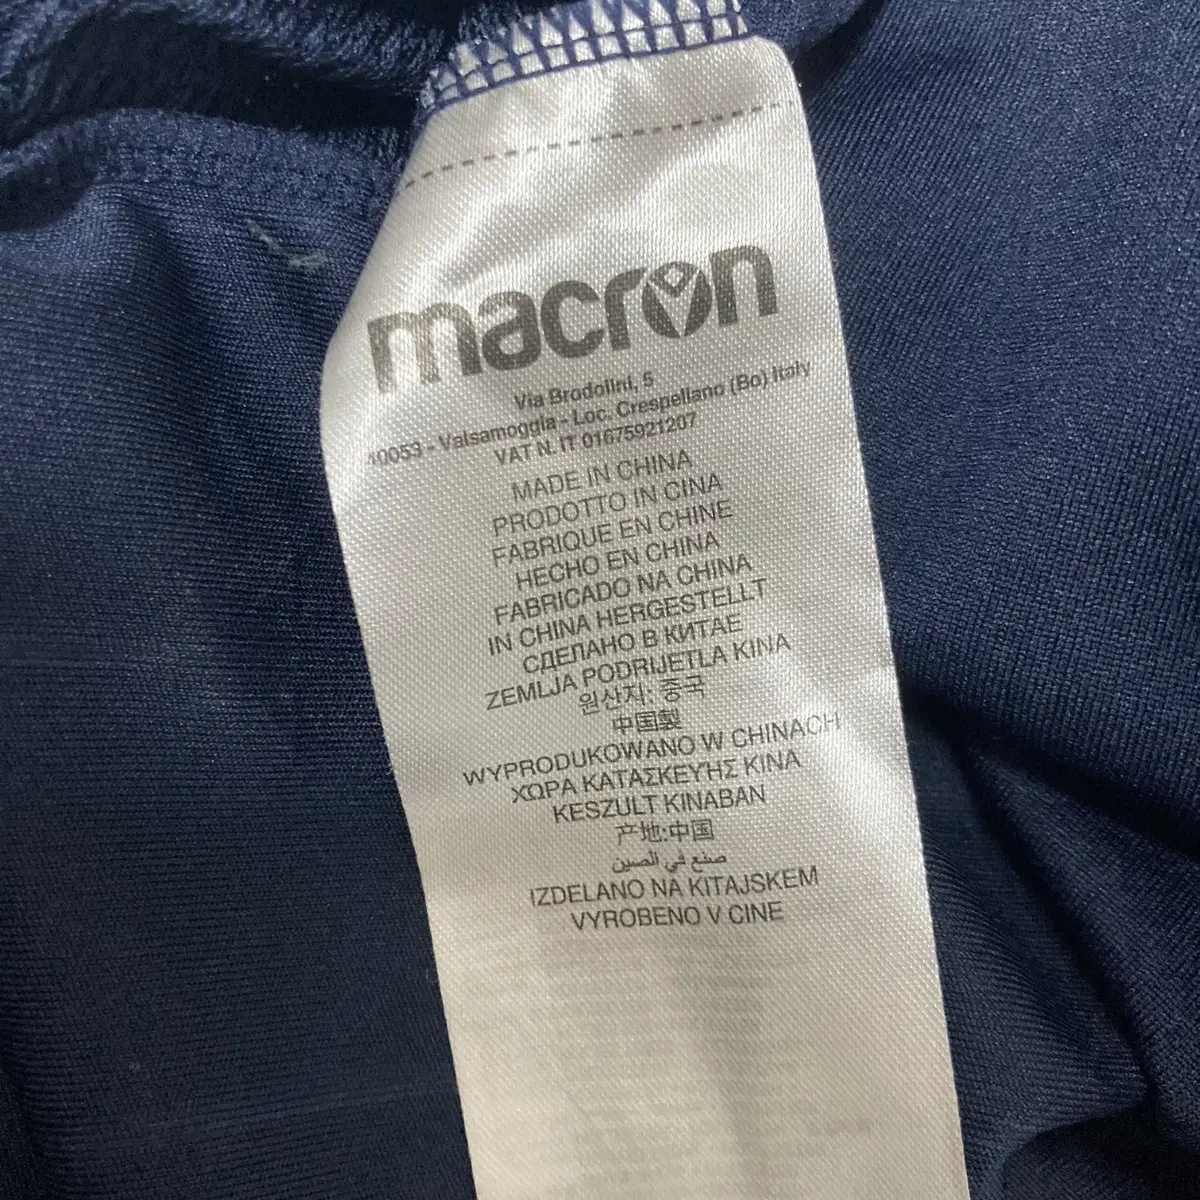 macron
Via Brodolini, 5
40053 - Valsamoggia - Loc. Crespellano (Bo) Italy
VAT N. IT 01675921207
MADE IN CHINA
PRODOTTO IN CINA
FABRIQUE EN CHINE
HECHO EN CHINA
FABRICADO NA CHINA
IN CHINA HERGESTELLT
СДЕЛАНО В КИТАЕ
ZEMLJA PODRIJETLA KINA
원산지: 중국
中国製
WYPRODUKOWANO W CHINACH
ΧΩΡΑ ΚΑΤΑΣΚΕΥΉΣ ΚΙΝΑ
KESZULT KINABAN
产地:中国
صنع في الصين
IZDELANO NA KITAJSKEM
VYROBENO V CINE